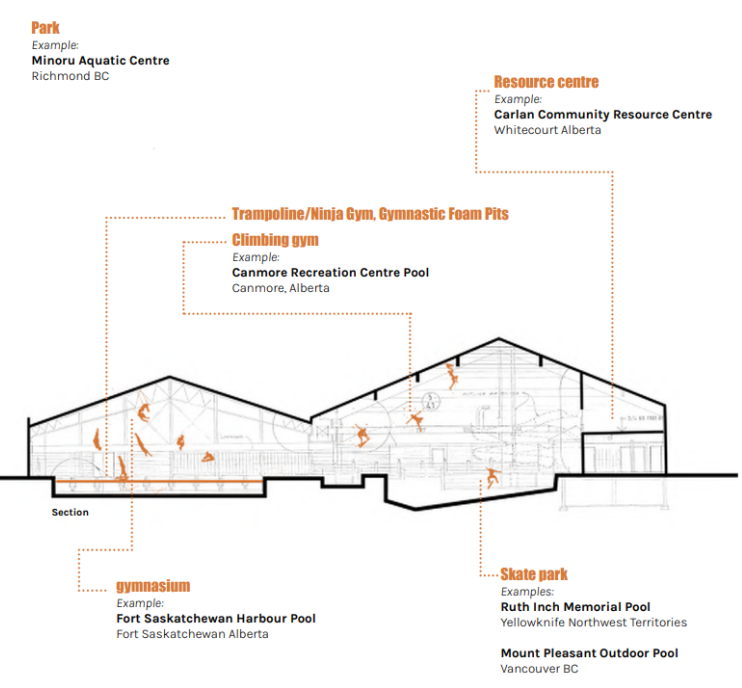 Park
Example:
Minoru Aquatic Centre
Richmond BC
Resource centre
Example:
Carlan Community Resource Centre
Whitecourt Alberta
Trampoline/Ninja Gym, Gymnastic Foam Pits
Climbing gym
Example:
Canmore Recreation Centre Pool
Canmore, Alberta
Section
gymnasium
Example:
Fort Saskatchewan Harbour Pool
Fort Saskatchewan Alberta
Skate park
Examples:
Ruth Inch Memorial Pool
Yellowknife Northwest Territories
Mount Pleasant Outdoor Pool
Vancouver BC